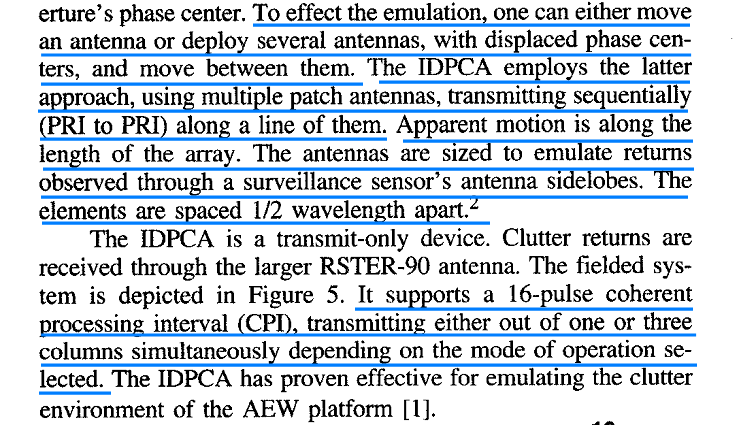 erture's phase center. To effect the emulation, one can either move
an antenna or deploy several antennas, with displaced phase cen-
ters, and move between them. The IDPCA employs the latter
approach, using multiple patch antennas, transmitting sequentially
(PRI to PRI) along a line of them. Apparent motion is along the
length of the array. The antennas are sized to emulate returns
observed through a surveillance sensor's antenna sidelobes. The
elements are spaced 1/2 wavelength apart.2
The IDPCA is a transmit-only device. Clutter returns are
received through the larger RSTER-90 antenna. The fielded sys-
tem is depicted in Figure 5. It supports a 16-pulse coherent
processing interval (CPI), transmitting either out of one or three
columns simultaneously depending on the mode of operation se-
lected. The IDPCA has proven effective for emulating the clutter
environment of the AEW platform [1].